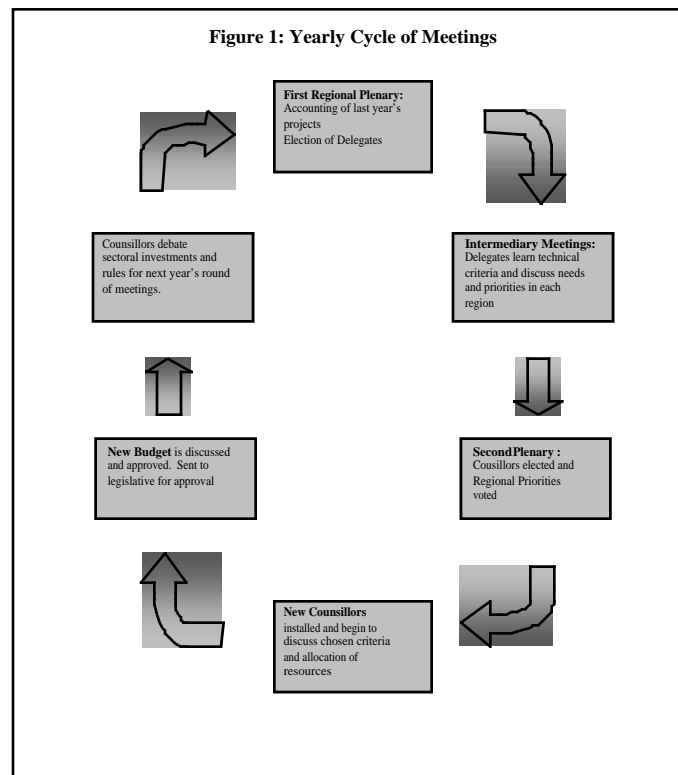 Figure 1: Yearly Cycle of Meetings
First Regional Plenary:
Accounting of last year's
projects
Election of Delegates
Intermediary Meetings:
Delegates learn technical
criteria and discuss needs
and priorities in each
region
SecondPlenary :
Cousillors elected and
Regional Priorities
voted
New Counsillors
installed and begin to
discuss chosen criteria
and allocation of
resources
New Budget is discussed
and approved. Sent to
legislative for approval
Counsillors debate
sectoral investments and
rules for next year's round
of meetings.